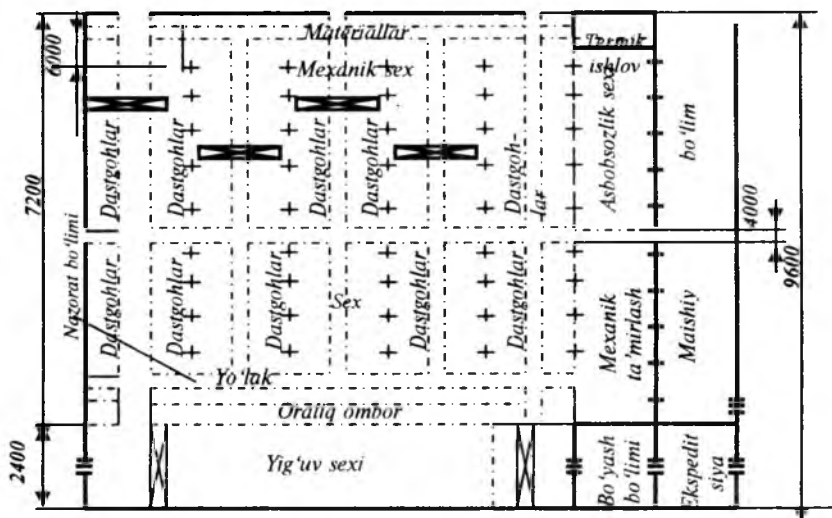 Materiallar
Termik
ishlov
Mexanik sex
6000
Dastgohlar
Dastgohlar
Dastgohlar
Dastgohlar
Dastgoh-
lar
Asbobsozlik sexi
bo'lim
7200
4000
9600
Nazorat bo'limi
Dastgohlar
Dastgohlar
Dastgohlar
Sex
Dastgohlar
Dastgohlar
Mexanik
ta'mirlash
Maishiy
Yo'lak
Oraliq ombor
2400
Yig'uv sexi
Bo'yash
bo'limi
Ekspedit
siya